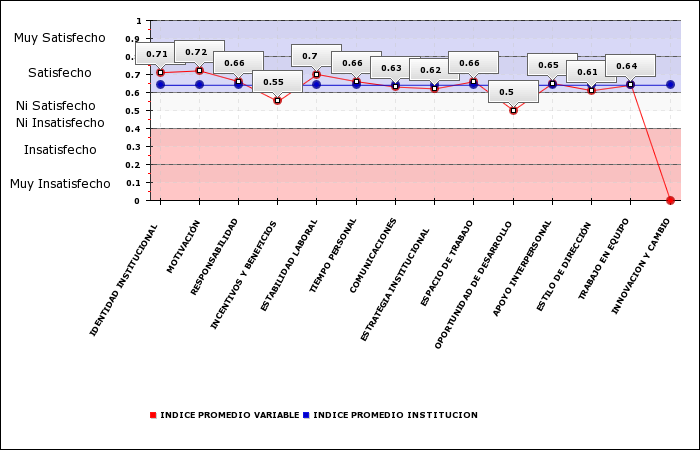 1
Muy Satisfecho
0.9
0.8
Satisfecho
0.7
0.6
Ni Satisfecho
Ni Insatisfecho
0.5
0.4
Insatisfecho
0.3
0.2
Muy Insatisfecho
0.1
0
0.71
0.72
0.66
0.55
0.7
0.66
0.63
0.62
0.66
0.5
0.65
0.61
0.64
IDENTIDAD INSTITUCIONAL
MOTIVACIÓN
RESPONSABILIDAD
INCENTIVOS Y BENEFICIOS
ESTABILIDAD LABORAL
TIEMPO PERSONAL
COMUNICACIONES
ESTRATEGIA INSTITUCIONAL
ESPACIO DE TRABAJO
OPORTUNIDAD DE DESARROLLO
APOYO INTERPERSONAL
ESTILO DE DIRECCIÓN
TRABAJO EN EQUIPO
INNOVACION Y CAMBIO
INDICE PROMEDIO VARIABLE
INDICE PROMEDIO INSTITUCION